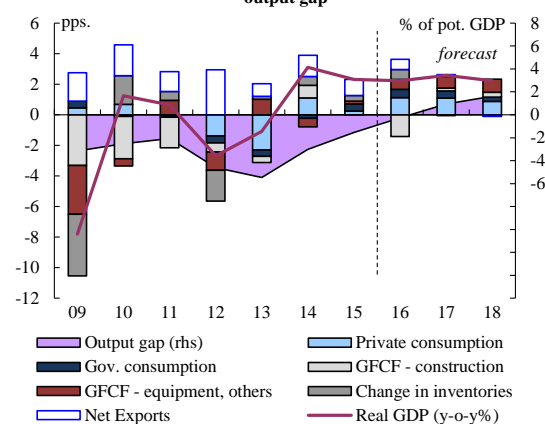 output gap
pps.
% of pot. GDP
forecast
6
4
2
0
-2
-4
-6
-8
-10
-12
8
6
4
2
0
-2
-4
-6
09 10 11 12 13 14 15 16 17 18
Output gap (rhs) Private consumption
Gov. consumption GFCF - construction
GFCF - equipment, others Change in inventories
Net Exports Real GDP (y-o-y%)